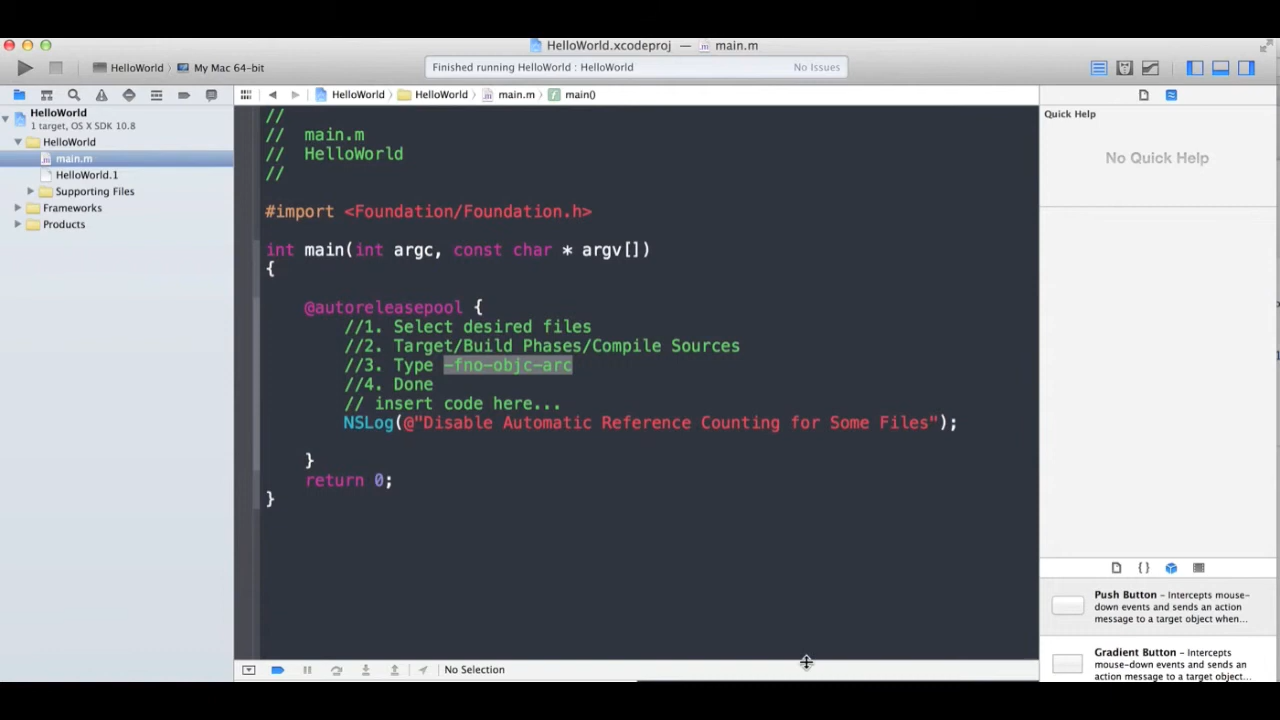 HelloWorld.xcodeproj — main.m
HelloWorld My Mac 64-bit
Finished running HelloWorld : HelloWorld No Issues
HelloWorld HelloWorld main.m main()
HelloWorld
1 target, OS X SDK 10.8
HelloWorld
main.m
HelloWorld.1
Supporting Files
Frameworks
Products
//
// main.m
// HelloWorld
//
#import <Foundation/Foundation.h>
int main(int argc, const char * argv[])
{
@autoreleasepool {
//1. Select desired files
//2. Target/Build Phases/Compile Sources
//3. Type -fno-objc-arc
//4. Done
// insert code here...
NSLog(@"Disable Automatic Reference Counting for Some Files");
}
return 0;
}
No Selection
Quick Help
No Quick Help
{ }
Push Button – Intercepts mouse-
down events and sends an action
message to a target object when...
Gradient Button – Intercepts
mouse-down events and sends an
action message to a target object...